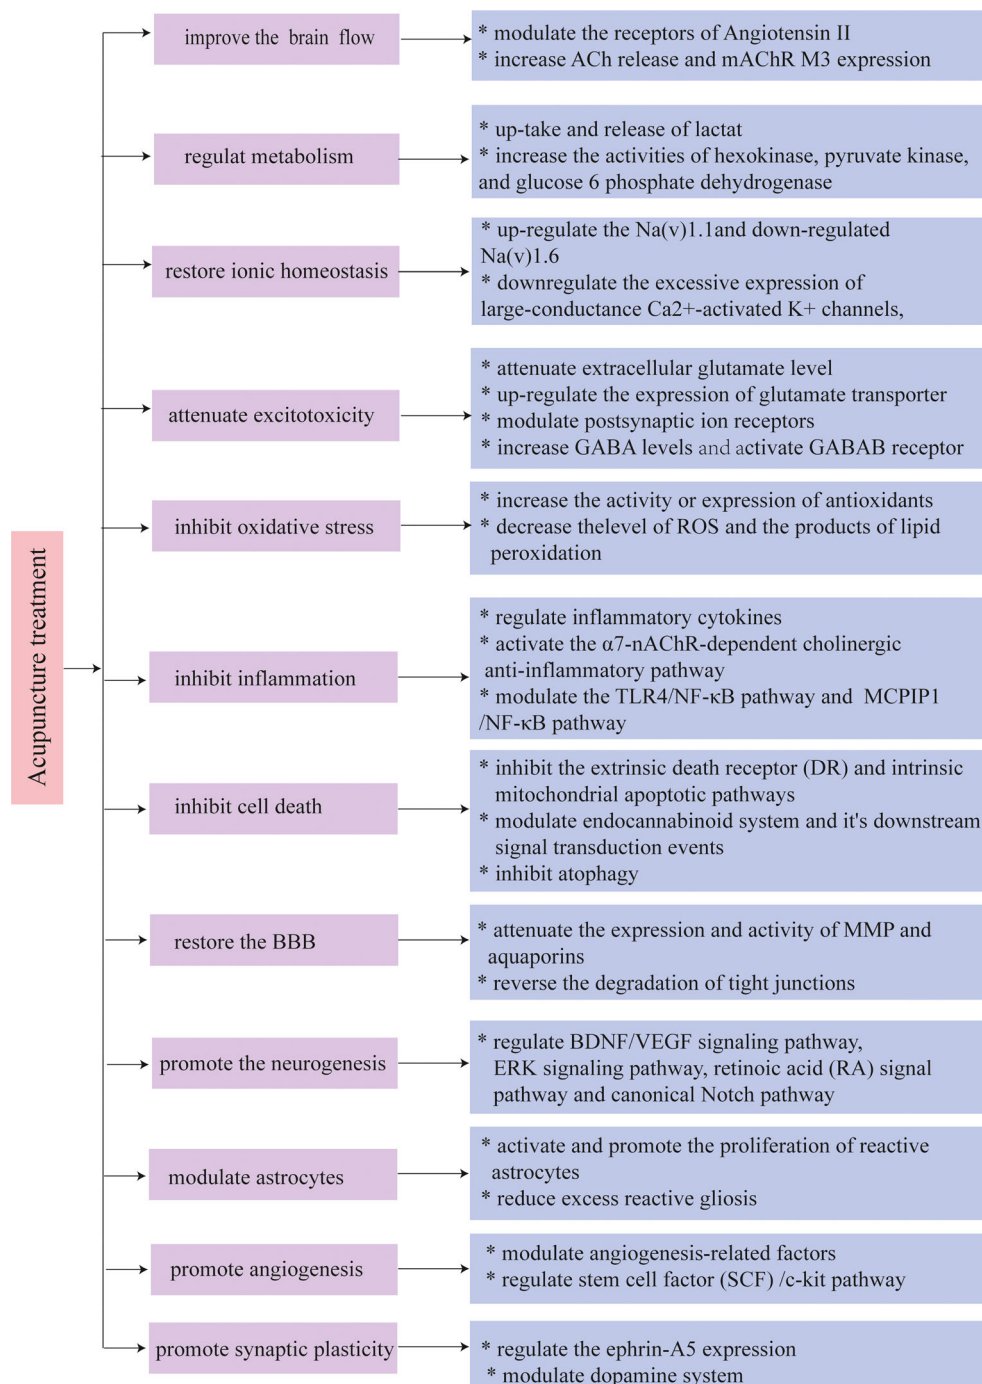 Acupuncture treatment
improve the brain flow
* modulate the receptors of Angiotensin II
* increase ACh release and mAChR M3 expression
regulat metabolism
* up-take and release of lactat
* increase the activities of hexokinase, pyruvate kinase,
and glucose 6 phosphate dehydrogenase
restore ionic homeostasis
* up-regulate the Na(v)1.1and down-regulated
Na(v)1.6
* downregulate the excessive expression of
large-conductance Ca2+-activated K+ channels,
attenuate excitotoxicity
* attenuate extracellular glutamate level
* up-regulate the expression of glutamate transporter
* modulate postsynaptic ion receptors
* increase GABA levels and activate GABAB receptor
inhibit oxidative stress
* increase the activity or expression of antioxidants
* decrease thelevel of ROS and the products of lipid
peroxidation
inhibit inflammation
* regulate inflammatory cytokines
* activate the α7-nAChR-dependent cholinergic
anti-inflammatory pathway
* modulate the TLR4/NF-κB pathway and MCPIP1
/NF-κB pathway
inhibit cell death
* inhibit the extrinsic death receptor (DR) and intrinsic
mitochondrial apoptotic pathways
* modulate endocannabinoid system and it's downstream
signal transduction events
* inhibit atophagy
restore the BBB
* attenuate the expression and activity of MMP and
aquaporins
* reverse the degradation of tight junctions
promote the neurogenesis
* regulate BDNF/VEGF signaling pathway,
ERK signaling pathway, retinoic acid (RA) signal
pathway and canonical Notch pathway
modulate astrocytes
* activate and promote the proliferation of reactive
astrocytes
* reduce excess reactive gliosis
promote angiogenesis
* modulate angiogenesis-related factors
* regulate stem cell factor (SCF) /c-kit pathway
promote synaptic plasticity
* regulate the ephrin-A5 expression
* modulate dopamine system